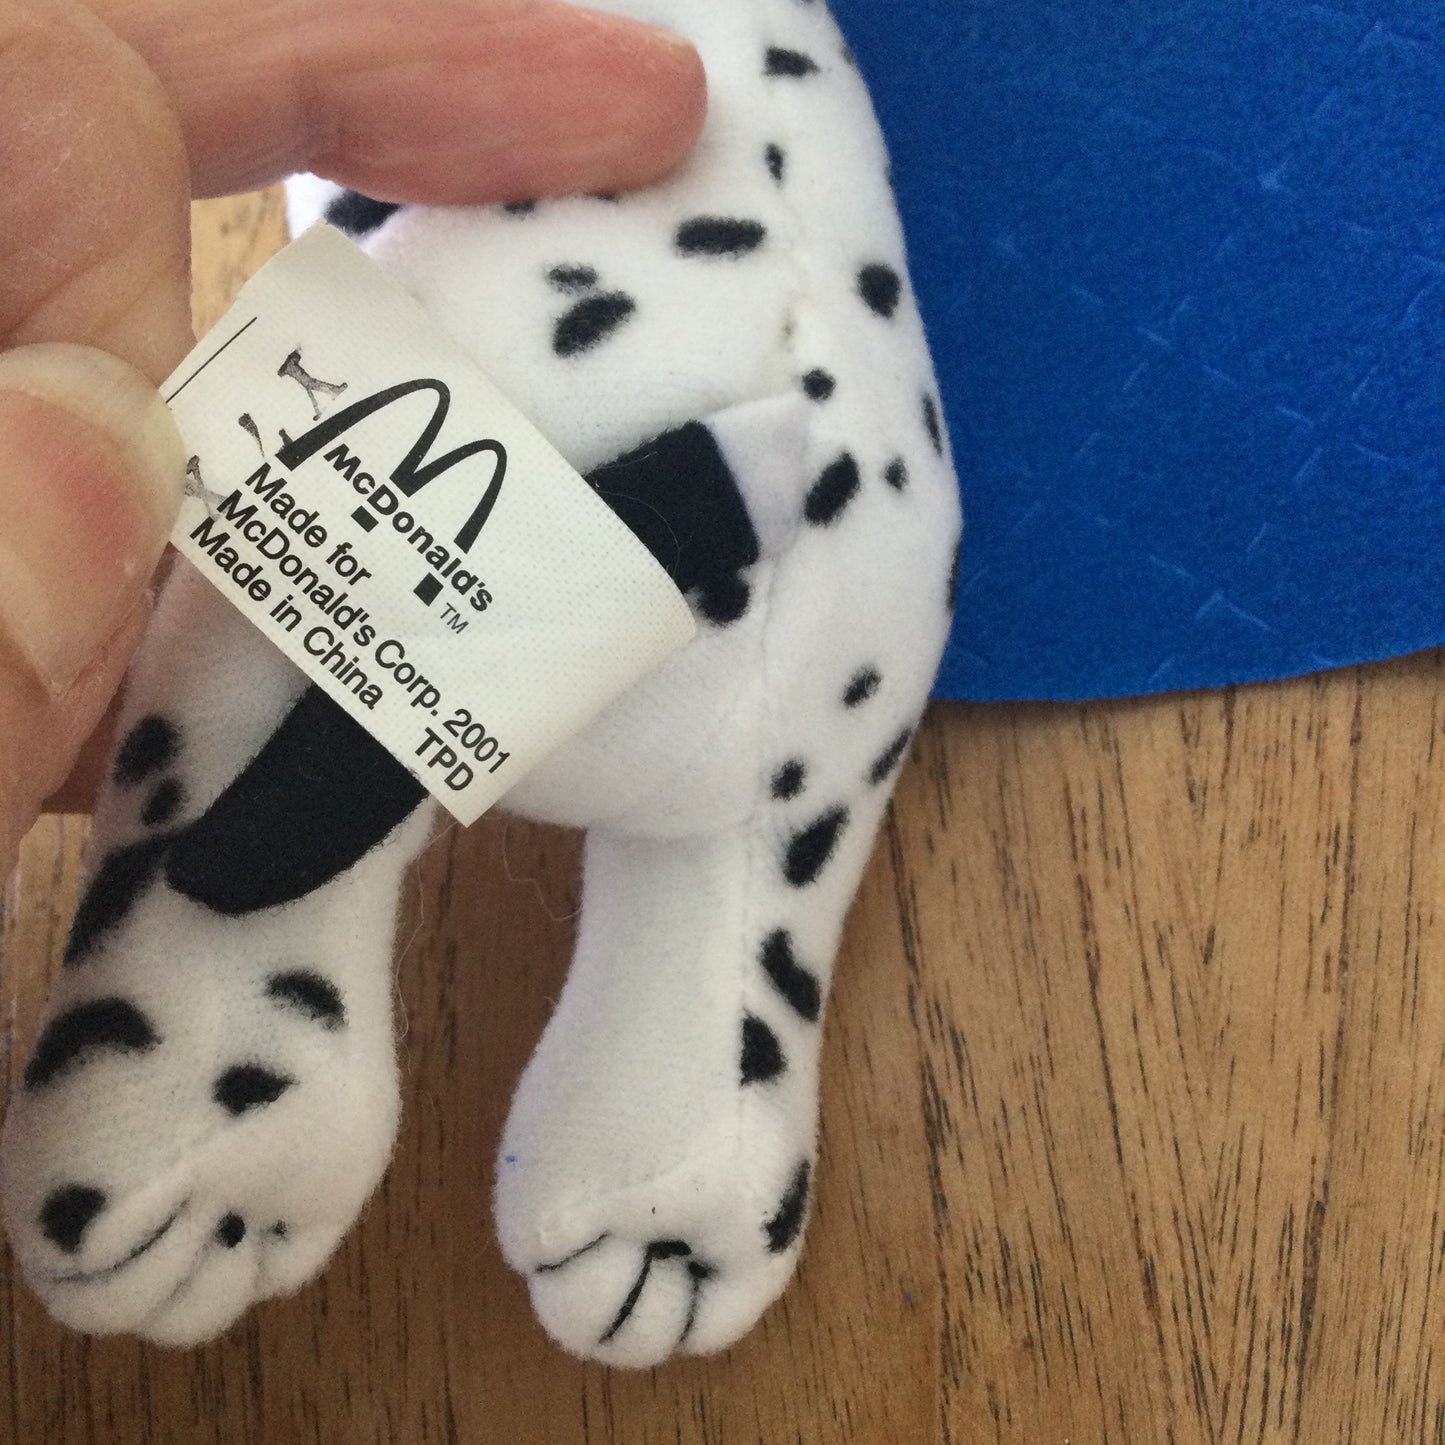 McDonald's
TM
Made for
McDonald's Corp. 2001
Made in China
TPD